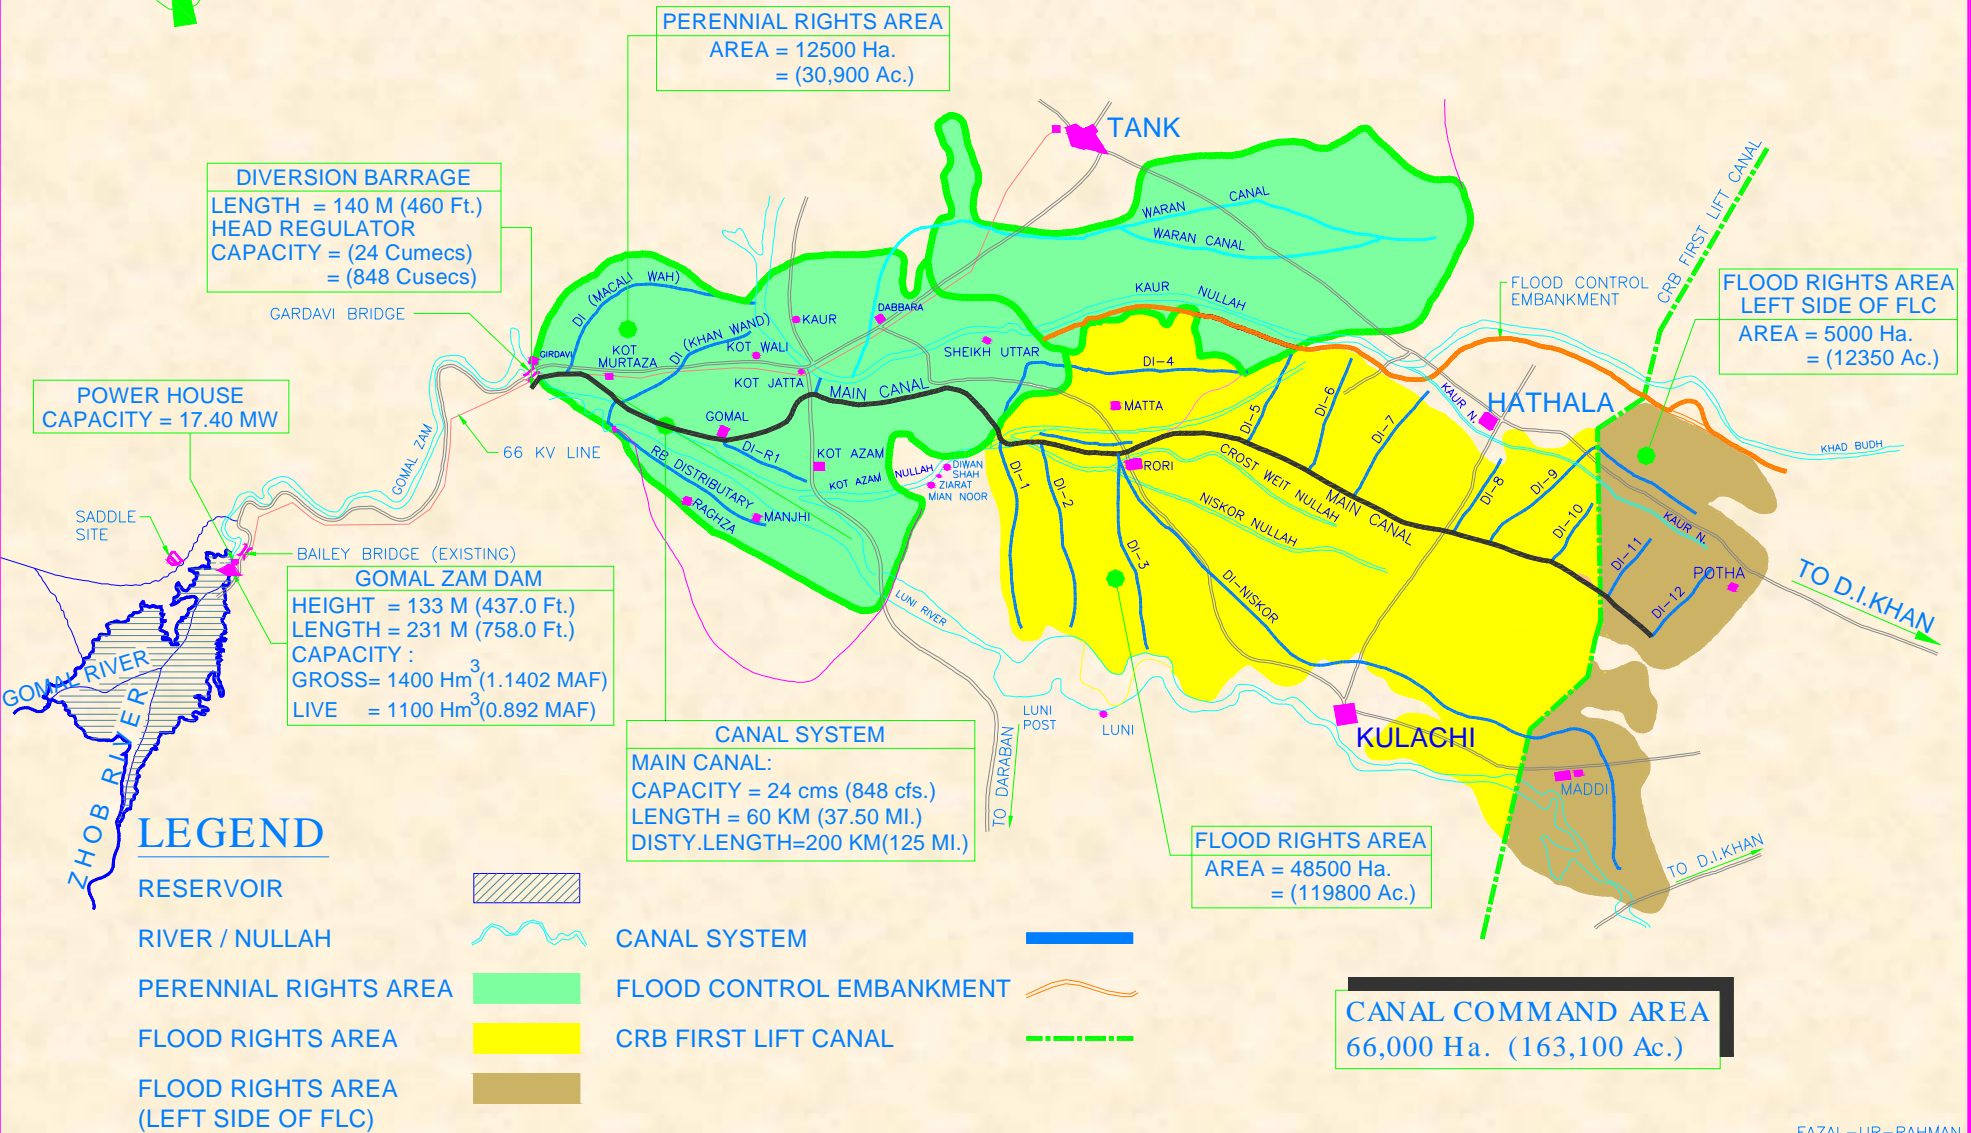 PERENNIAL RIGHTS AREA
AREA = 12500 Ha.
= (30,900 Ac.)
TANK
DIVERSION BARRAGE
LENGTH = 140 M (460 Ft.)
HEAD REGULATOR
CAPACITY = (24 Cumecs)
= (848 Cusecs)
GARDAVI BRIDGE
POWER HOUSE
CAPACITY = 17.40 MW
GOMAL ZAM
66 KV LINE
SADDLE
SITE
BAILEY BRIDGE (EXISTING)
GOMAL ZAM DAM
HEIGHT = 133 M (437.0 Ft.)
LENGTH = 231 M (758.0 Ft.)
CAPACITY :
GROSS= 1400 Hm3 (1.1402 MAF)
LIVE = 1100 Hm3 (0.892 MAF)
GOMAL RIVER
ZHOB RIVER
GIRDAVI
DI (MACALI WAH)
KOT
MURTAZA
DI (KHAN WAND)
KOT WALI
KAUR
DABBARA
KOT JATTA
SHEIKH UTTAR
MAIN CANAL
GOMAL
DI-R1
KOT AZAM
KOT AZAM NULLAH
RB DISTRIBUTARY
RAGHZA
MANJHI
DIWAN
SHAH
ZIARAT
MIAN NOOR
WARAN CANAL
WARAN CANAL
KAUR NULLAH
FLOOD CONTROL
EMBANKMENT
CRB FIRST LIFT CANAL
FLOOD RIGHTS AREA
LEFT SIDE OF FLC
AREA = 5000 Ha.
= (12350 Ac.)
DI-4
MATTA
DI-5
DI-6
DI-7
KAUR N.
HATHALA
KHAD BUDH
RORI
CROST WEIT NULLAH
NISKOR NULLAH
MAIN CANAL
DI-1
DI-2
DI-3
DI-NISKOR
DI-8
DI-9
DI-10
DI-11
DI-12
KAUR N.
POTHA
TO D.I.KHAN
LUNI RIVER
LUNI
POST
LUNI
TO DARABAN
KULACHI
MADDI
TO D.I.KHAN
CANAL SYSTEM
MAIN CANAL:
CAPACITY = 24 cms (848 cfs.)
LENGTH = 60 KM (37.50 MI.)
DISTY.LENGTH=200 KM(125 MI.)
FLOOD RIGHTS AREA
AREA = 48500 Ha.
= (119800 Ac.)
LEGEND
RESERVOIR
RIVER / NULLAH
PERENNIAL RIGHTS AREA
FLOOD RIGHTS AREA
FLOOD RIGHTS AREA
(LEFT SIDE OF FLC)
CANAL SYSTEM
FLOOD CONTROL EMBANKMENT
CRB FIRST LIFT CANAL
CANAL COMMAND AREA
66,000 Ha. (163,100 Ac.)
FAZAL-UR-RAHMAN